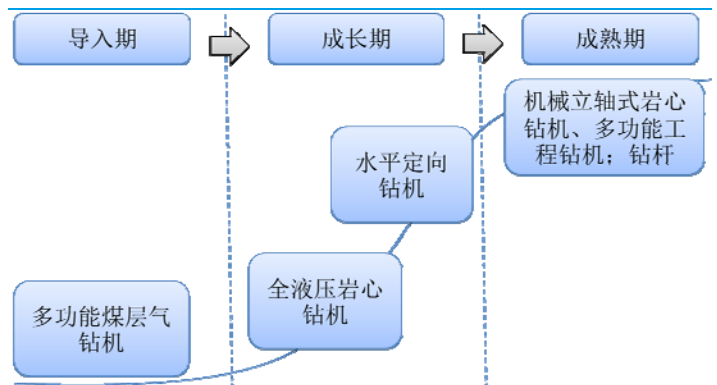 导入期
成长期
成熟期
机械立轴式岩心
钻机、多功能工
程钻机；钻杆
水平定向
钻机
全液压岩心
钻机
多功能煤层气
钻机